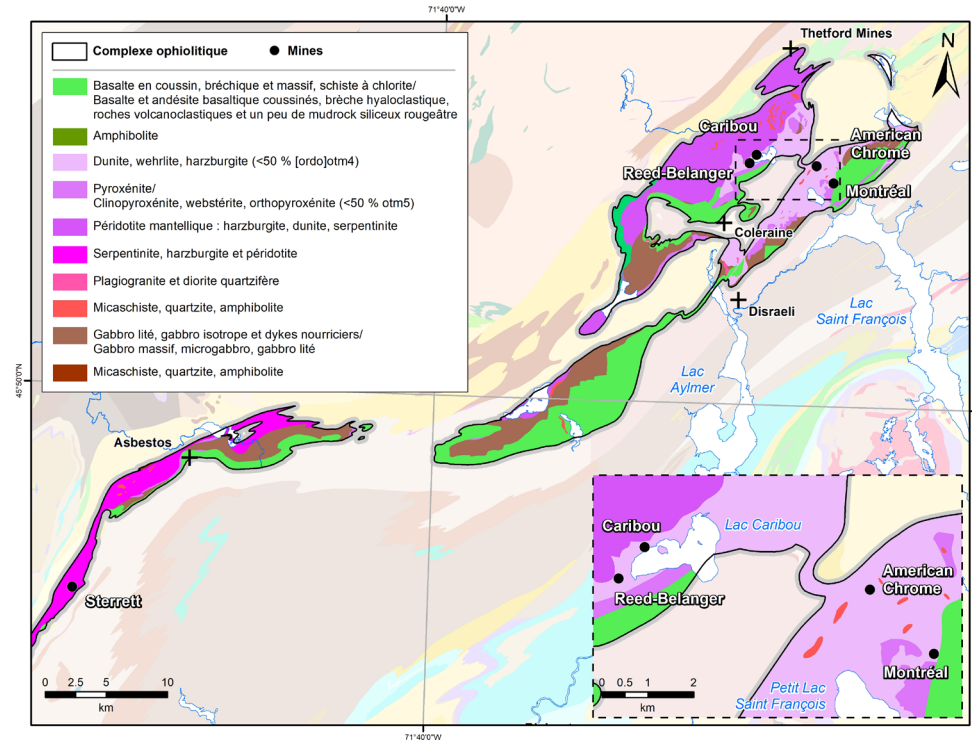 71°40'0"W
Complexe ophiolitique
Mines
Basalte en coussin, bréchique et massif, schiste à chlorite/
Basalte et andésite basaltique coussinés, brèche hyaloclastique,
roches volcanoclastiques et un peu de mudrock siliceux rougeâtre
Amphibolite
Dunite, wehrlite, harzburgite (<50 % [ordo]otm4)
Pyroxénite/
Clinopyroxénite, webstérite, orthopyroxénite (<50 % otm5)
Péridotite mantellique : harzburgite, dunite, serpentinite
Serpentinite, harzburgite et péridotite
Plagiogranite et diorite quartzifère
Micaschiste, quartzite, amphibolite
Gabbro lité, gabbro isotrope et dykes nourriciers/
Gabbro massif, microgabbro, gabbro lité
Micaschiste, quartzite, amphibolite
Thetford Mines
N
Caribou
American
Chrome
Reed-Belanger
Montréal
Coleraine
Disraeli
Lac
Saint François
Lac
Aylmer
45°50'0"N
Asbestos
Sterrett
0 2.5 5 10
km
Caribou
Lac Caribou
Reed-Belanger
American
Chrome
Montréal
Petit Lac
Saint François
0 0.5 1 2
km
71°40'0"W